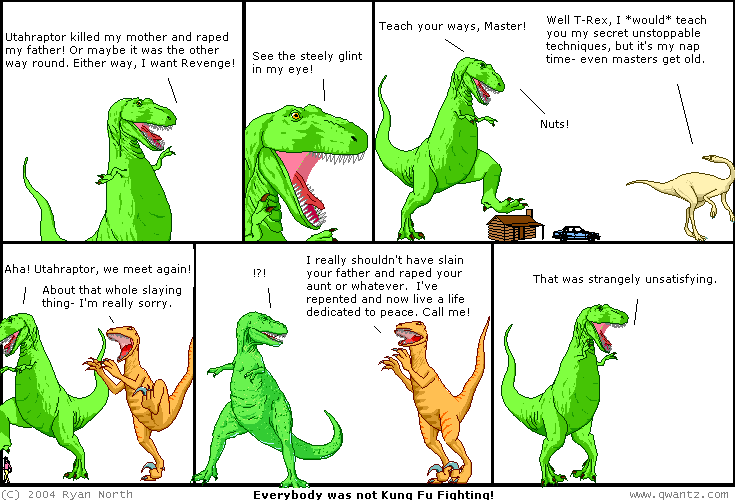 Utahraptor killed my mother and raped
my father! Or maybe it was the other
way round. Either way, I want Revenge!
See the steely glint
in my eye!
Teach your ways, Master!
Nuts!
Well T-Rex, I *would* teach
you my secret unstoppable
techniques, but it's my nap
time- even masters get old.
Aha! Utahraptor, we meet again!
About that whole slaying
thing- I'm really sorry.
!?!
I really shouldn't have slain
your father and raped your
aunt or whatever. I've
repented and now live a life
dedicated to peace. Call me!
That was strangely unsatisfying.
(C) 2004 Ryan North
Everybody was not Kung Fu Fighting!
www.qwantz.com